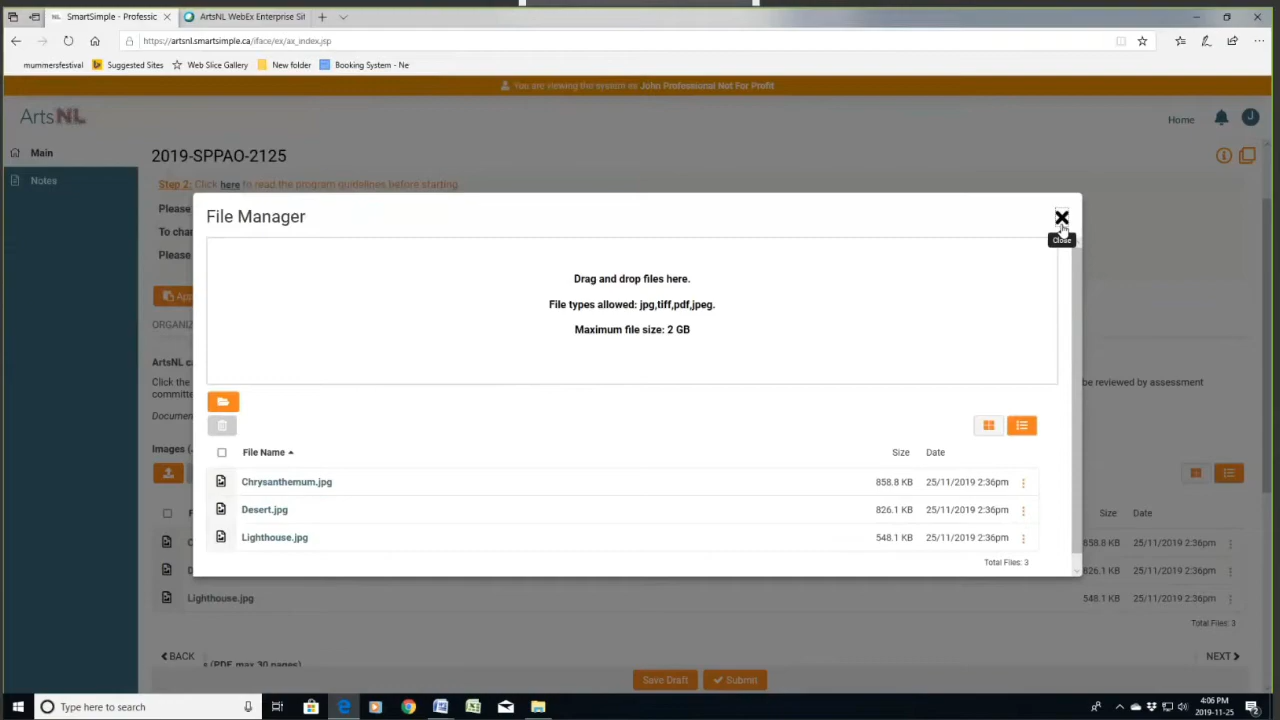 NL SmartSimple - Professic
ArtsNL WebEx Enterprise Sit
https://artsnl.smartsimple.ca/iface/ex/ax_index.jsp
mummersfestival
Suggested Sites
Web Slice Gallery
New folder
Booking System - Ne
You are viewing the system as John Professional Not For Profit
ArtsNL
Home
J
Main
Notes
2019-SPPAO-2125
Step 2: Click here to read the program guidelines before starting
Please
To char
Please
File Manager
Close
Drag and drop files here.
File types allowed: jpg,tiff,pdf,jpeg.
Maximum file size: 2 GB
App
ORGANIZ
ArtsNL ca
Click the
be reviewed by assessment
committe
Documen
Images (
File Name
Size
Date
Chrysanthemum.jpg
858.8 KB
25/11/2019 2:36pm
Desert.jpg
826.1 KB
25/11/2019 2:36pm
Lighthouse.jpg
548.1 KB
25/11/2019 2:36pm
Total Files: 3
F
Size
Date
C
858.8 KB
25/11/2019 2:36pm
D
826.1 KB
25/11/2019 2:36pm
Lighthouse.jpg
548.1 KB
25/11/2019 2:36pm
Total Files: 3
BACK
s (PDF, max 30 pages)
NEXT
Save Draft
Submit
Type here to search
4:06 PM
2019-11-25
2